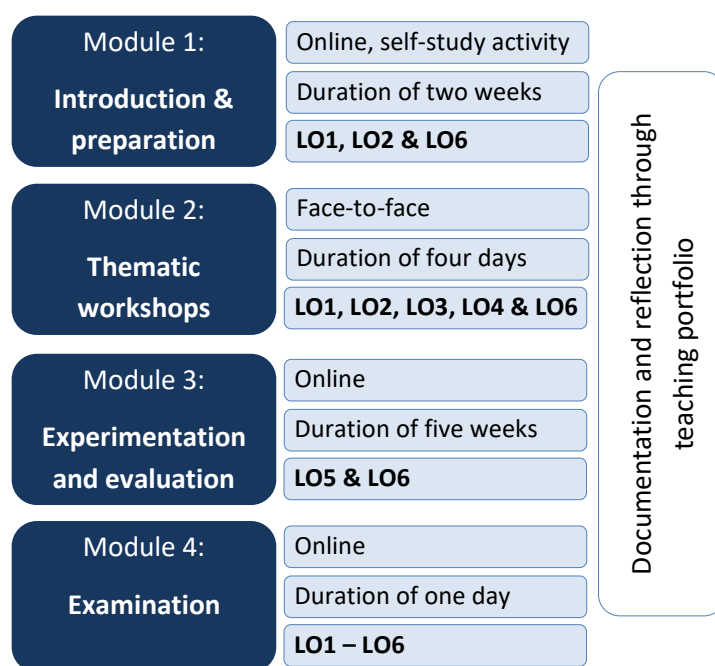 Module 1:
Introduction &
preparation
Online, self-study activity
Duration of two weeks
LO1, LO2 & LO6
Module 2:
Thematic
workshops
Face-to-face
Duration of four days
LO1, LO2, LO3, LO4 & LO6
Module 3:
Experimentation
and evaluation
Online
Duration of five weeks
LO5 & LO6
Module 4:
Examination
Online
Duration of one day
LO1 – LO6
Documentation and reflection through
teaching portfolio